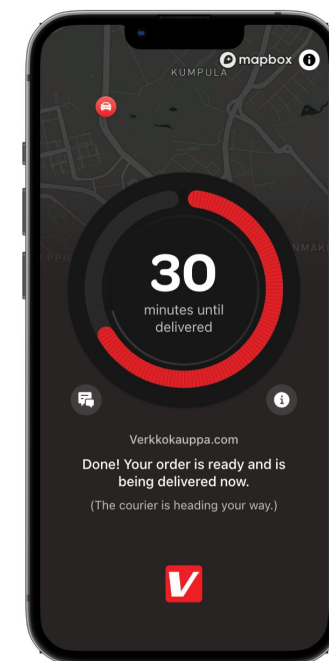 mapbox
KUMPULA
30
minutes until
delivered
Verkkokauppa.com
Done! Your order is ready and is
being delivered now.
(The courier is heading your way.)
V